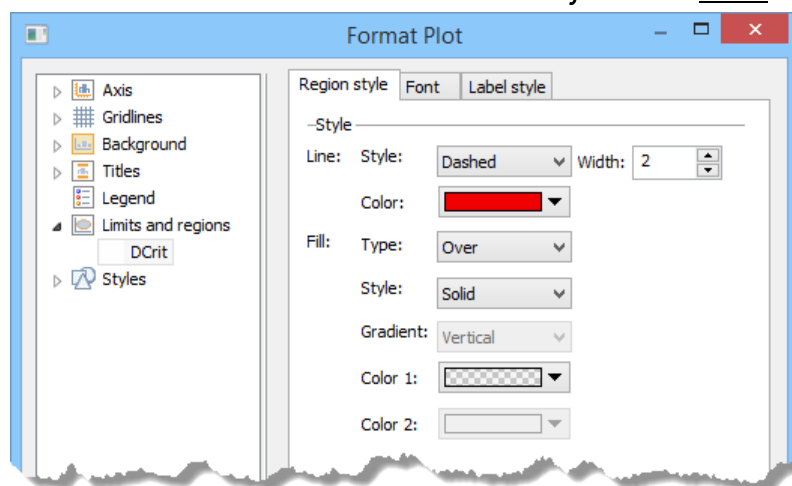 Format Plot
Axis
Gridlines
Background
Titles
Legend
Limits and regions
DCrit
Styles
Region style Font Label style
Style
Line: Style: Dashed Width: 2
Color:
Fill: Type: Over
Style: Solid
Gradient: Vertical
Color 1:
Color 2: